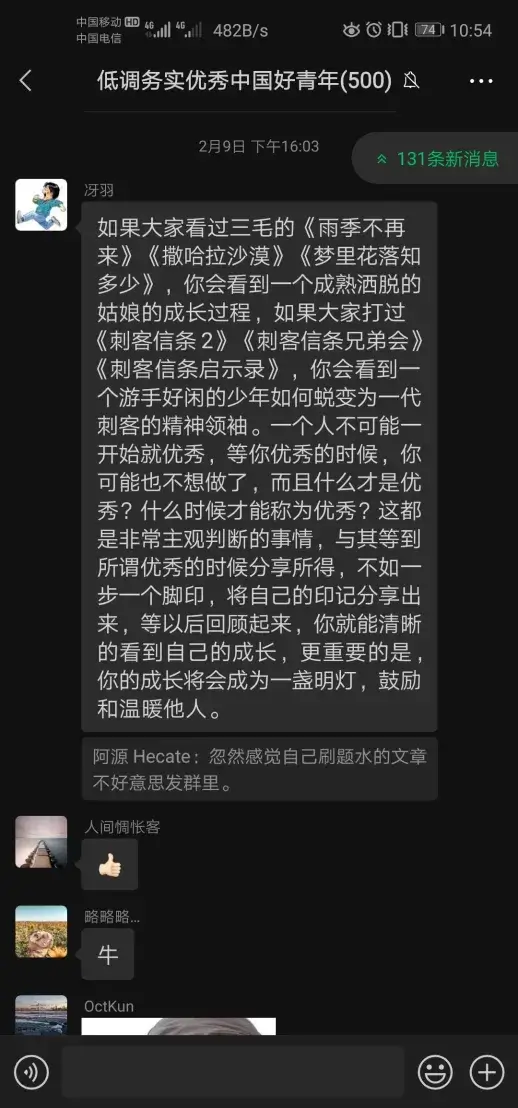 中国移动 HD 4G 4G 482B/s 74 10:54
中国电信
低调务实优秀中国好青年(500)
2月9日 下午16:03
131条新消息
冴羽
如果大家看过三毛的《雨季不再
来》《撒哈拉沙漠》《梦里花落知
多少》，你会看到一个成熟洒脱的
姑娘的成长过程，如果大家打过
《刺客信条 2》《刺客信条兄弟会》
《刺客信条启示录》，你会看到一
个游手好闲的少年如何蜕变为一代
刺客的精神领袖。一个人不可能一
开始就优秀，等你优秀的时候，你
可能也不想做了，而且什么才是优
秀？什么时候才能称为优秀？这都
是非常主观判断的事情，与其等到
所谓优秀的时候分享所得，不如一
步一个脚印，将自己的印记分享出
来，等以后回顾起来，你就能清晰
的看到自己的成长，更重要的是，
你的成长将会成为一盏明灯，鼓励
和温暖他人。
阿源 Hecate：忽然感觉自己刷题水的文章
不好意思发群里。
人间惆怅客
👍🏻
略略略...
牛
OctKun